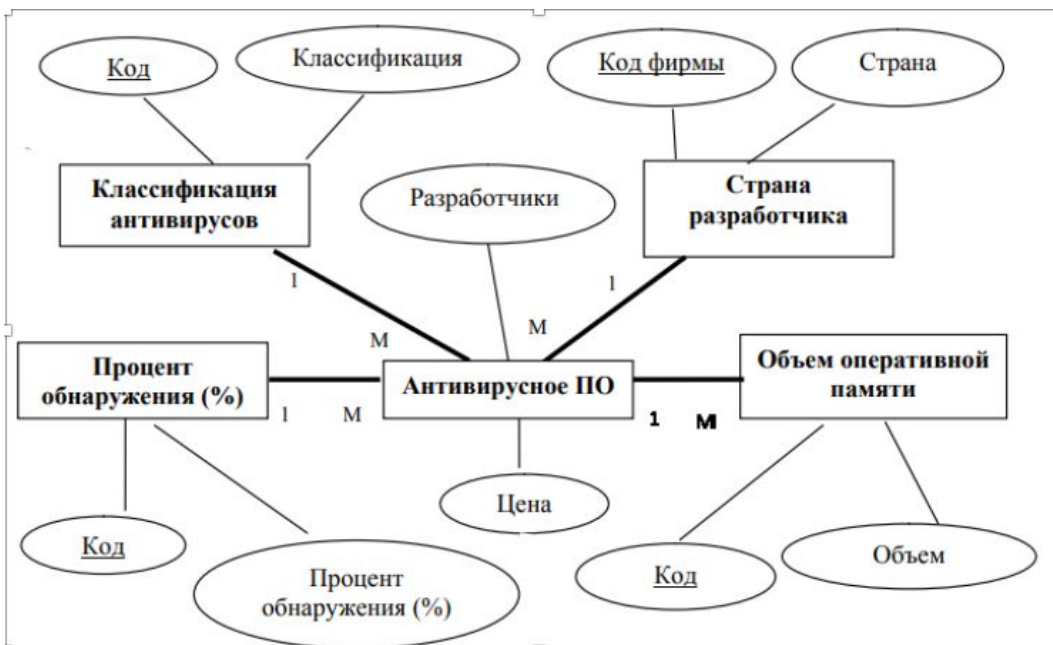 Код
Классификация
Код фирмы
Страна
Классификация
антивирусов
Разработчики
Страна
разработчика
1
1
М
М
Процент
обнаружения (%)
Антивирусное ПО
Объем оперативной
памяти
1
М
1
М
Цена
Код
Процент
обнаружения (%)
Код
Объем